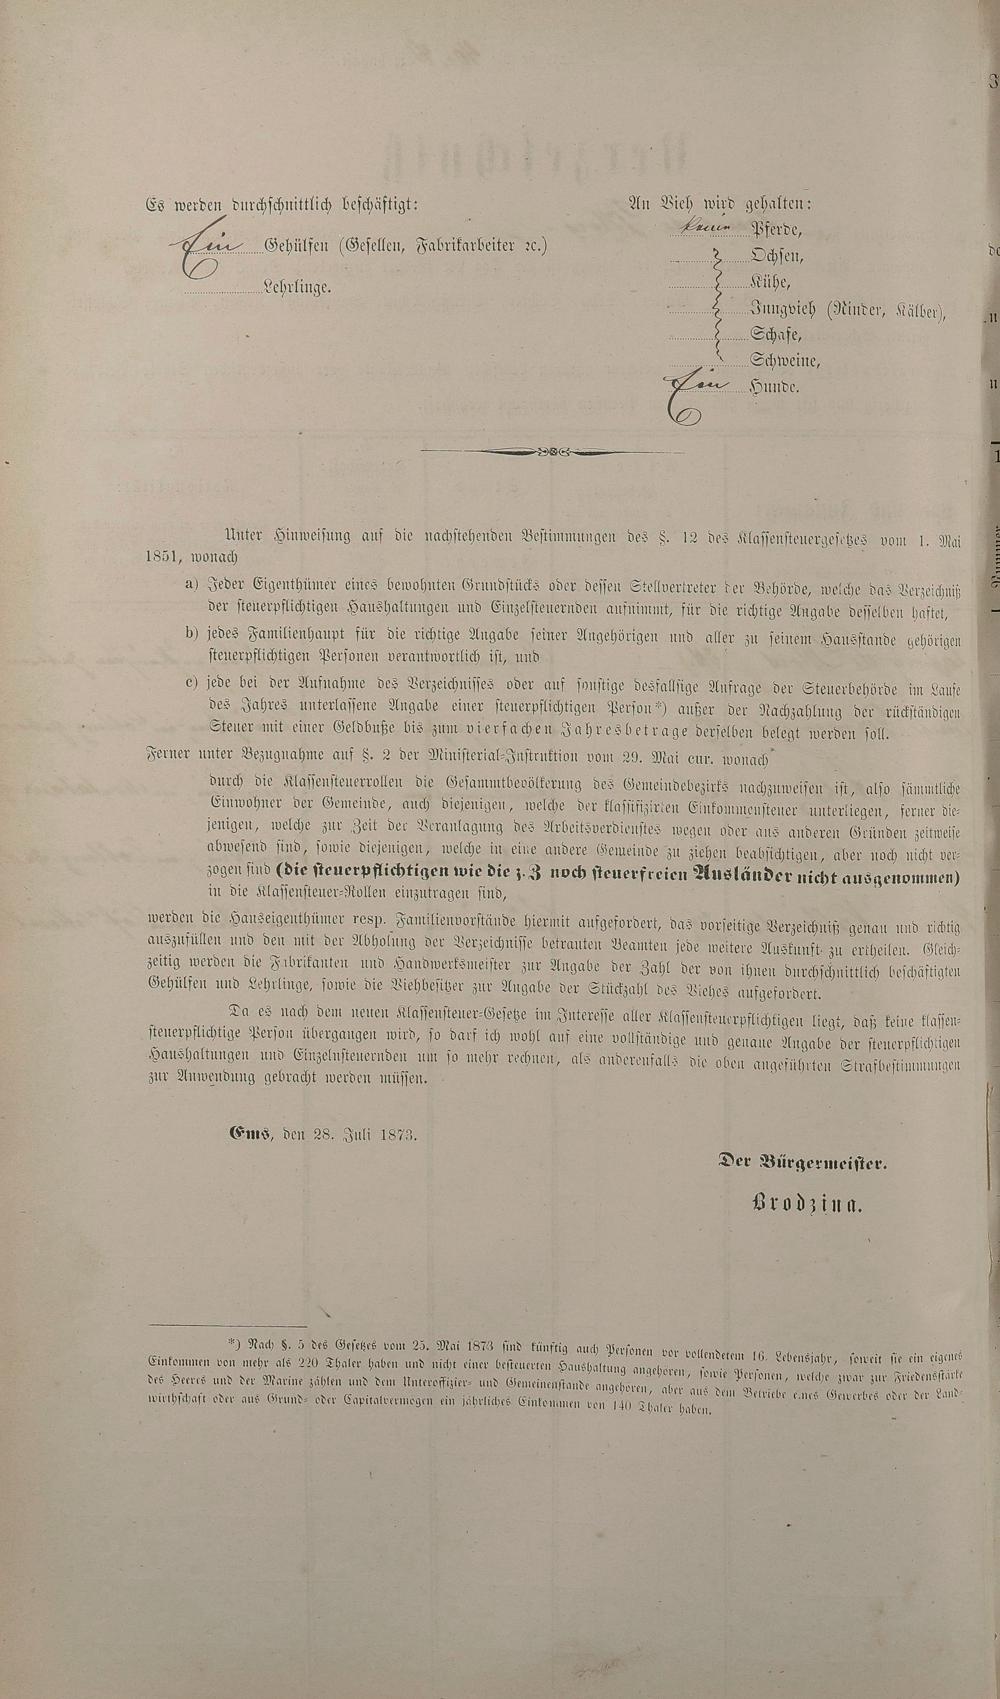 Es werden durchschnittlich beschäftigt:
Ein Gehülfen (Gesellen, Fabrikarbeiter ꝛc.)
Lehrlinge.
An Vieh wird gehalten:
keine Pferde,
Ochsen,
Kühe,
Jungvieh (Rinder, Kälber),
Schafe,
Schweine,
Ein Hunde.
Unter Hinweisung auf die nachstehenden Bestimmungen des §. 12 des Klassensteuergesetzes vom 1. Mai
1851, wonach
a) Jeder Eigenthümer eines bewohnten Grundstücks oder dessen Stellvertreter der Behörde, welche das Verzeichniß
der steuerpflichtigen Haushaltungen und Einzelsteuernden aufnimmt, für die richtige Angabe desselben haftet,
b) jedes Familienhaupt für die richtige Angabe seiner Angehörigen und aller zu seinem Hausstande gehörigen
steuerpflichtigen Personen verantwortlich ist, und
c) jede bei der Aufnahme des Verzeichnisses oder auf sonstige desfallsige Anfrage der Steuerbehörde im Laufe
des Jahres unterlassene Angabe einer steuerpflichtigen Person*) außer der Nachzahlung der rückständigen
Steuer mit einer Geldbuße bis zum vierfachen Jahresbetrage derselben belegt werden soll.
Ferner unter Bezugnahme auf §. 2 der Ministerial-Instruktion vom 29. Mai cur. wonach
durch die Klassensteuerrollen die Gesammtbevölkerung des Gemeindebezirks nachzuweisen ist, also sämmtliche
Einwohner der Gemeinde, auch diejenigen, welche der klassifizirten Einkommensteuer unterliegen, ferner die-
jenigen, welche zur Zeit der Veranlagung des Arbeitsverdienstes wegen oder aus anderen Gründen zeitweise
abwesend sind, sowie diejenigen, welche in eine andere Gemeinde zu ziehen beabsichtigen, aber noch nicht ver-
zogen sind (die steuerpflichtigen wie die z. Z noch steuerfreien Ausländer nicht ausgenommen)
in die Klassensteuer-Rollen einzutragen sind,
werden die Hauseigenthümer resp. Familienvorstände hiermit aufgefordert, das vorseitige Verzeichniß genau und richtig
auszufüllen und den mit der Abholung der Verzeichnisse betrauten Beamten jede weitere Auskunft zu ertheilen. Gleich-
zeitig werden die Fabrikanten und Handwerksmeister zur Angabe der Zahl der von ihnen durchschnittlich beschäftigten
Gehülfen und Lehrlinge, sowie die Viehbesitzer zur Angabe der Stückzahl des Viehes aufgefordert.
Da es nach dem neuen Klassensteuer-Gesetze im Interesse aller Klassensteuerpflichtigen liegt, daß keine klassen-
steuerpflichtige Person übergangen wird, so darf ich wohl auf eine vollständige und genaue Angabe der steuerpflichtigen
Haushaltungen und Einzelnsteuernden um so mehr rechnen, als anderenfalls die oben angeführten Strafbestimmungen
zur Anwendung gebracht werden müssen.
Ems, den 28. Juli 1873.
Der Bürgermeister.
Brodzina.
*) Nach §. 5 des Gesetzes vom 25. Mai 1873 sind künftig auch Personen vor vollendetem 16. Lebensjahr, soweit sie ein eigenes
Einkommen von mehr als 220 Thaler haben und nicht einer besteuerten Haushaltung angehören, sowie Personen, welche zwar zur Friedensstärke
des Heeres und der Marine zählen und dem Unteroffizier- und Gemeinenstande angehören, aber aus dem Betriebe eines Gewerbes oder der Land-
wirthschaft oder aus Grund- oder Capitalvermögen ein jährliches Einkommen von 140 Thaler haben.